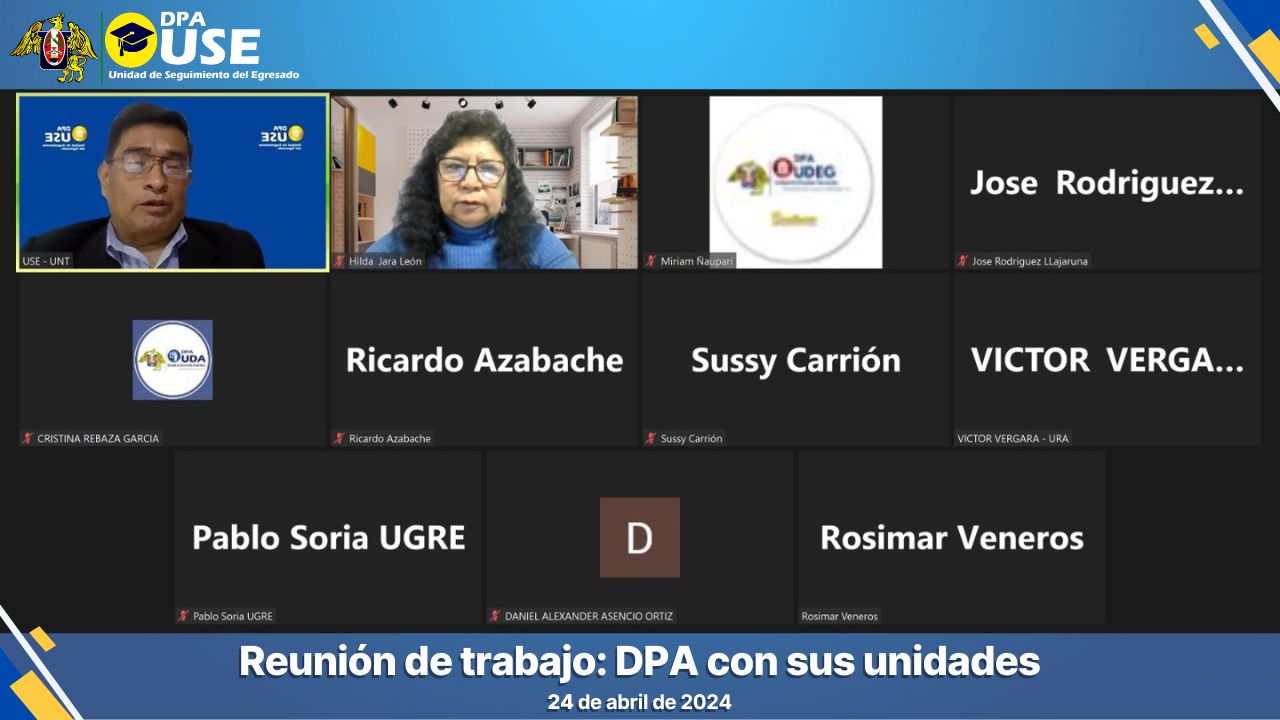 DPA
USE
Unidad de Seguimiento del Egresado
USE - UNT
Hilda Jara León
DPA
UDEG
Miriam Ñaupari
Jose Rodriguez...
Jose Rodriguez LLajaruna
DPA
UDA
CRISTINA REBAZA GARCIA
Ricardo Azabache
Ricardo Azabache
Sussy Carrión
Sussy Carrión
VICTOR VERGA...
VICTOR VERGARA - URA
Pablo Soria UGRE
Pablo Soria UGRE
D
DANIEL ALEXANDER ASENCIO ORTIZ
Rosimar Veneros
Rosimar Veneros
Reunión de trabajo: DPA con sus unidades
24 de abril de 2024